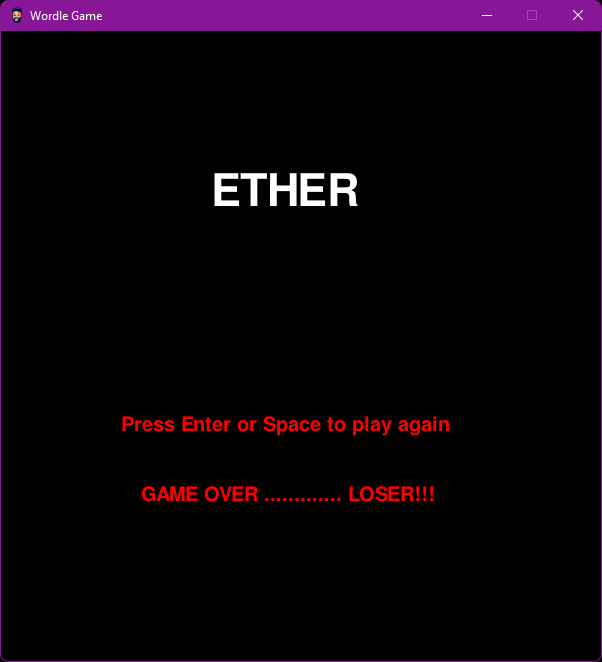 Wordle Game
ETHER
Press Enter or Space to play again
GAME OVER ............. LOSER!!!